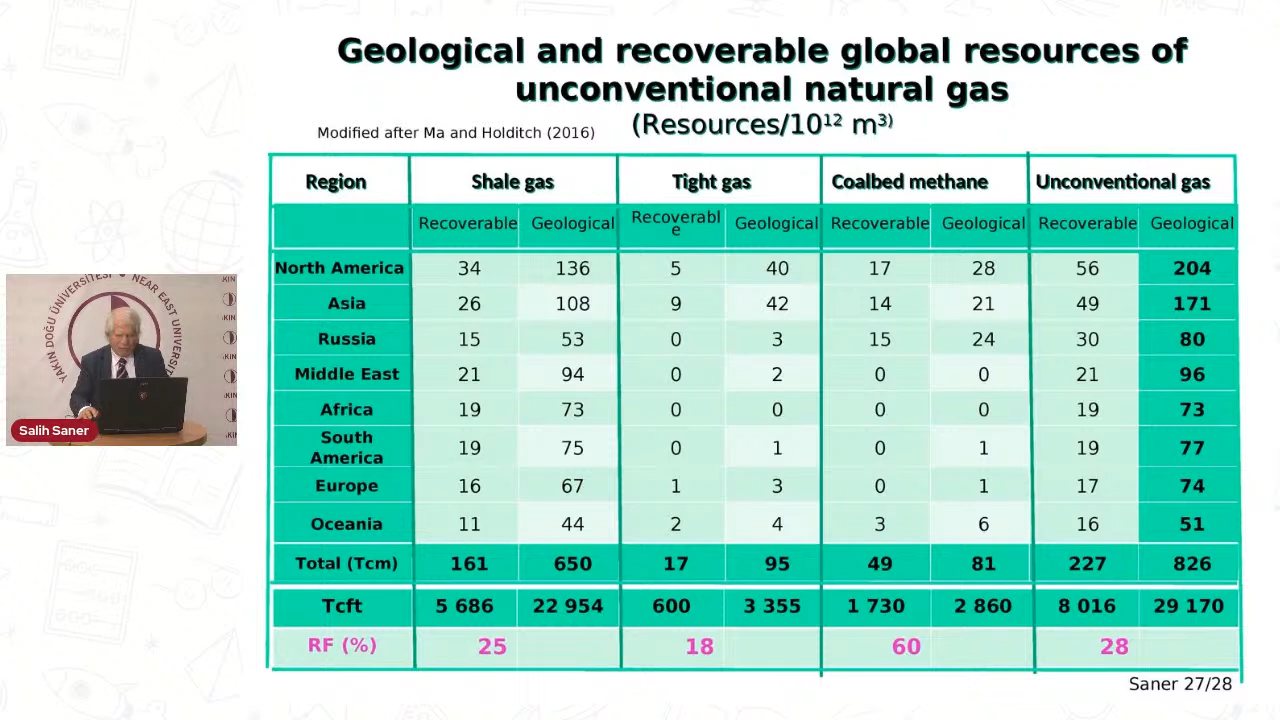 Geological and recoverable global resources of
unconventional natural gas
(Resources/10¹² m³⁾
Modified after Ma and Holditch (2016)
Region Shale gas Tight gas Coalbed methane Unconventional gas
Recoverable Geological Recoverabl
e Geological Recoverable Geological Recoverable Geological
North America 34 136 5 40 17 28 56 204
Asia 26 108 9 42 14 21 49 171
Russia 15 53 0 3 15 24 30 80
Middle East 21 94 0 2 0 0 21 96
Africa 19 73 0 0 0 0 19 73
South
America 19 75 0 1 0 1 19 77
Europe 16 67 1 3 0 1 17 74
Oceania 11 44 2 4 3 6 16 51
Total (Tcm) 161 650 17 95 49 81 227 826
Tcft 5 686 22 954 600 3 355 1 730 2 860 8 016 29 170
RF (%) 25 18 60 28
Saner 27/28
YAKIN DOĞU ÜNİVERSİTESİ • NEAR EAST UNIVERSITY
Salih Saner